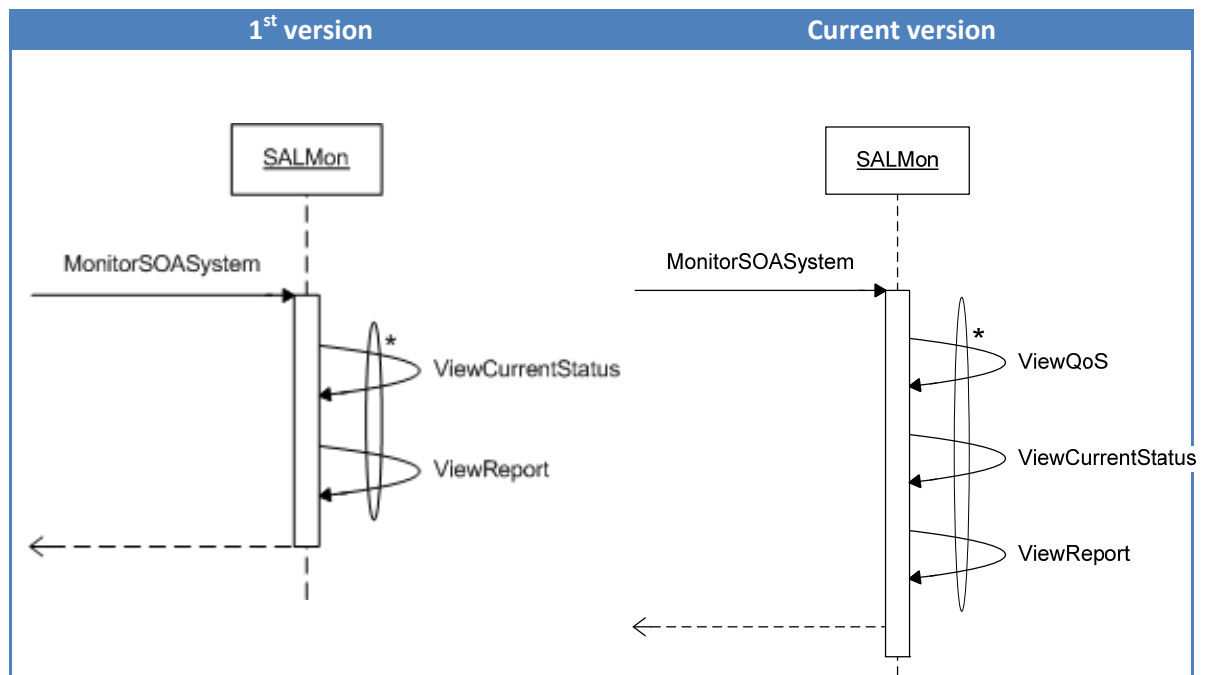 1st version
SALMon
MonitorSOASystem
*
ViewCurrentStatus
ViewReport
Current version
SALMon
MonitorSOASystem
*
ViewQoS
ViewCurrentStatus
ViewReport